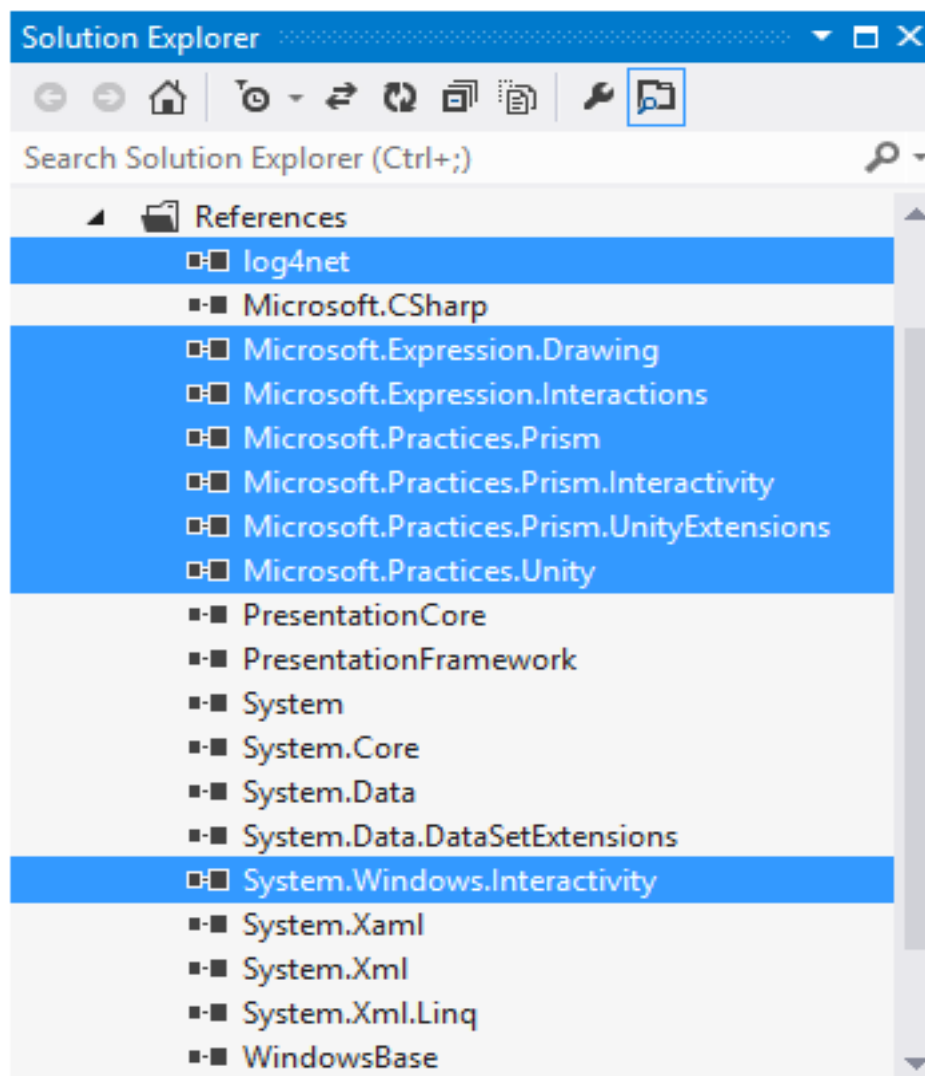 Solution Explorer
Search Solution Explorer (Ctrl+;)
References
log4net
Microsoft.CSharp
Microsoft.Expression.Drawing
Microsoft.Expression.Interactions
Microsoft.Practices.Prism
Microsoft.Practices.Prism.Interactivity
Microsoft.Practices.Prism.UnityExtensions
Microsoft.Practices.Unity
PresentationCore
PresentationFramework
System
System.Core
System.Data
System.Data.DataSetExtensions
System.Windows.Interactivity
System.Xaml
System.Xml
System.Xml.Linq
WindowsBase